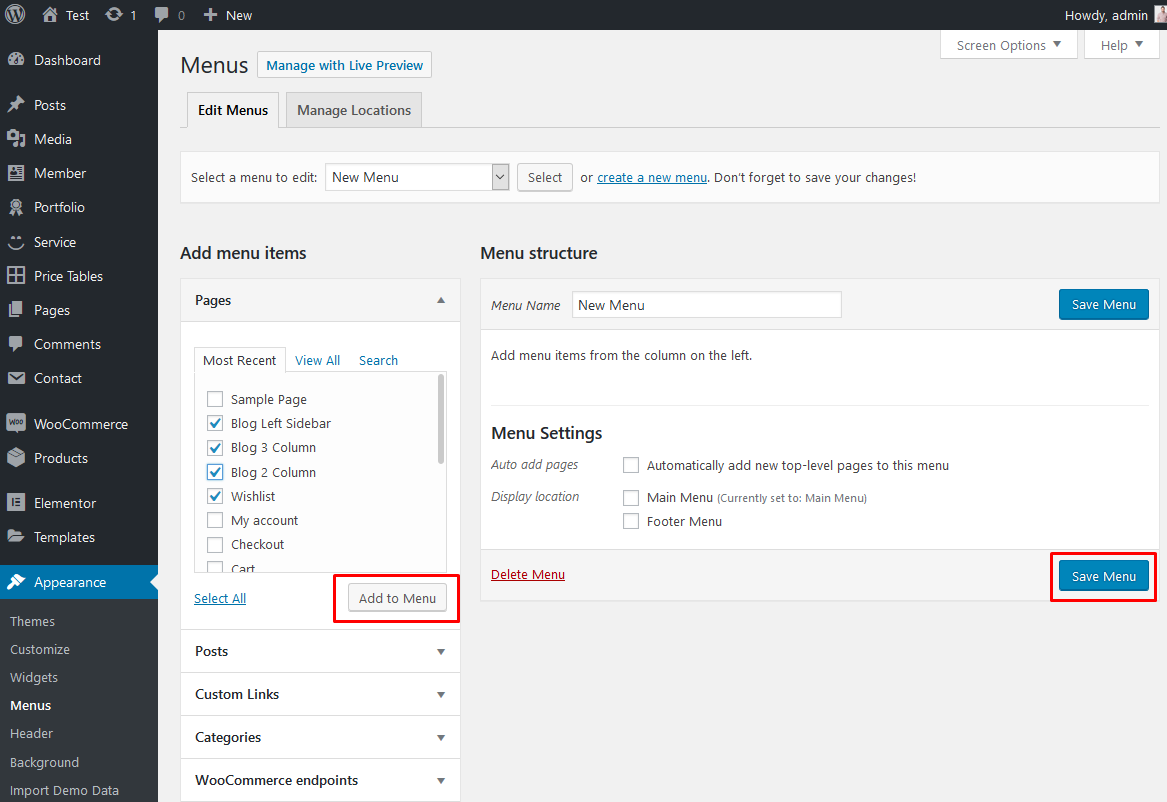 Test 1 0 New Howdy, admin
Screen Options Help
Menus Manage with Live Preview
Edit Menus Manage Locations
Select a menu to edit: New Menu Select or create a new menu. Don't forget to save your changes!
Dashboard
Posts
Media
Member
Portfolio
Service
Price Tables
Pages
Comments
Contact
Woo WooCommerce
Products
Elementor
Templates
Appearance
Themes
Customize
Widgets
Menus
Header
Background
Import Demo Data
Add menu items
Pages
Most Recent View All Search
Sample Page
Blog Left Sidebar
Blog 3 Column
Blog 2 Column
Wishlist
My account
Checkout
Cart
Select All Add to Menu
Posts
Custom Links
Categories
WooCommerce endpoints
Menu structure
Menu Name New Menu Save Menu
Add menu items from the column on the left.
Menu Settings
Auto add pages Automatically add new top-level pages to this menu
Display location Main Menu (Currently set to: Main Menu)
Footer Menu
Delete Menu Save Menu